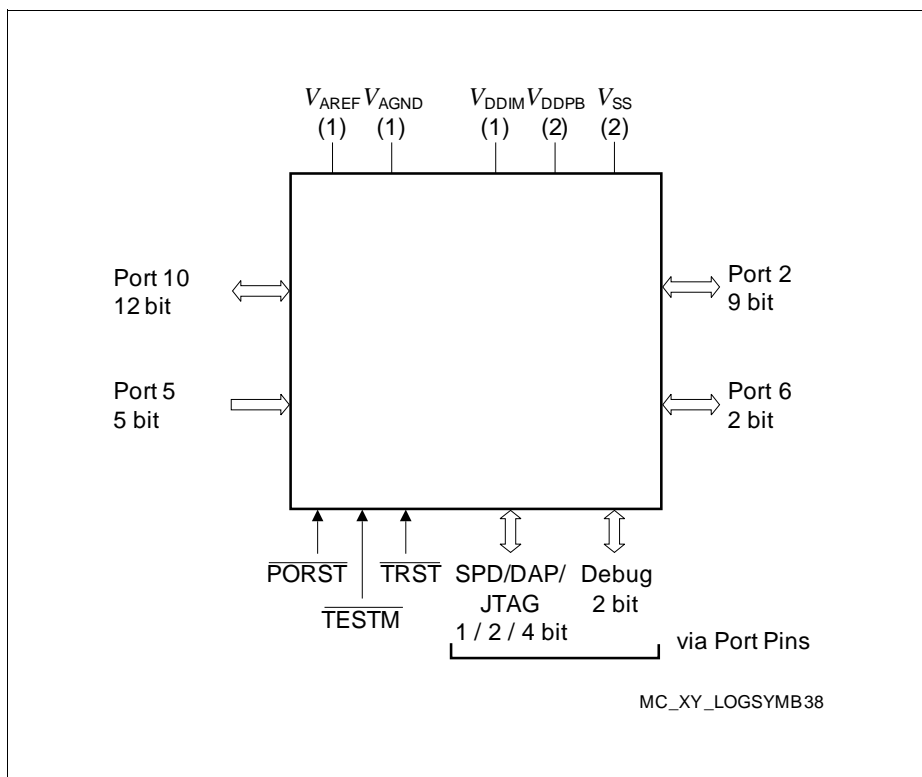 VAREF VAGND VDDIM VDDPB VSS
(1) (1) (1) (2) (2)
Port 10
12 bit
Port 2
9 bit
Port 5
5 bit
Port 6
2 bit
PORST TRST SPD/DAP/ Debug
TESTM JTAG 2 bit
1 / 2 / 4 bit
via Port Pins
MC_XY_LOGSYMB38